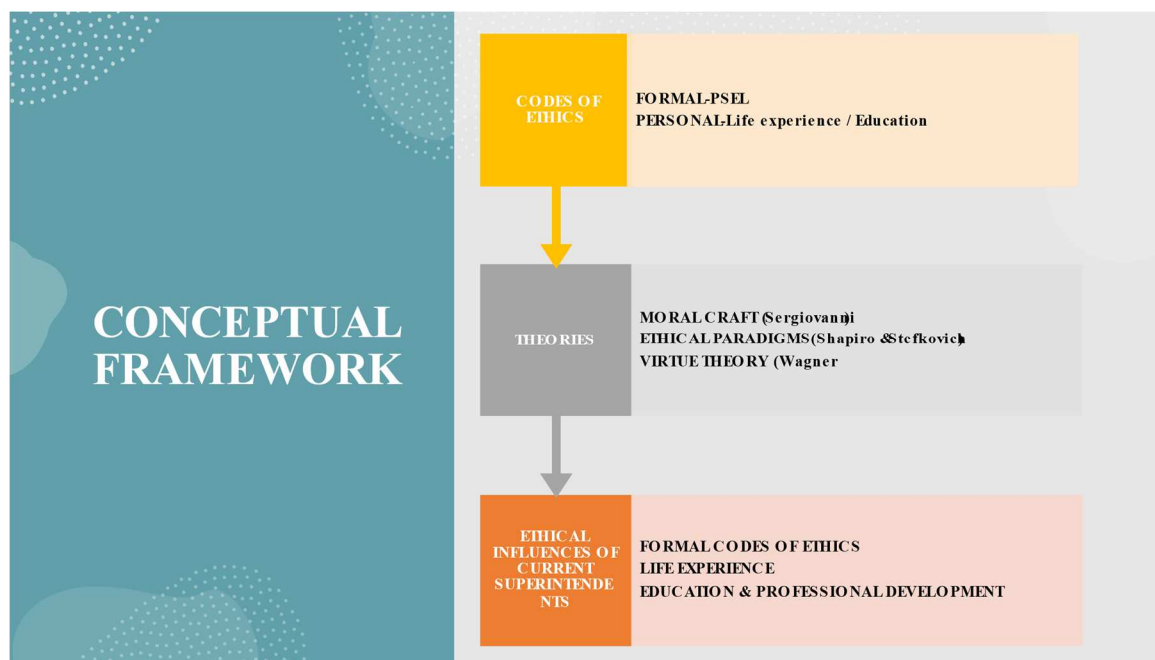 CONCEPTUAL
FRAMEWORK
CODES OF
ETHICS
FORMAL-PSEL
PERSONAL-Life experience / Education
THEORIES
MORAL CRAFT (Sergiovanni)
ETHICAL PARADIGMS (Shapiro & Stefkovich)
VIRTUE THEORY (Wagner
ETHICAL
INFLUENCES OF
CURRENT
SUPERINTENDE
NTS
FORMAL CODES OF ETHICS
LIFE EXPERIENCE
EDUCATION & PROFESSIONAL DEVELOPMENT